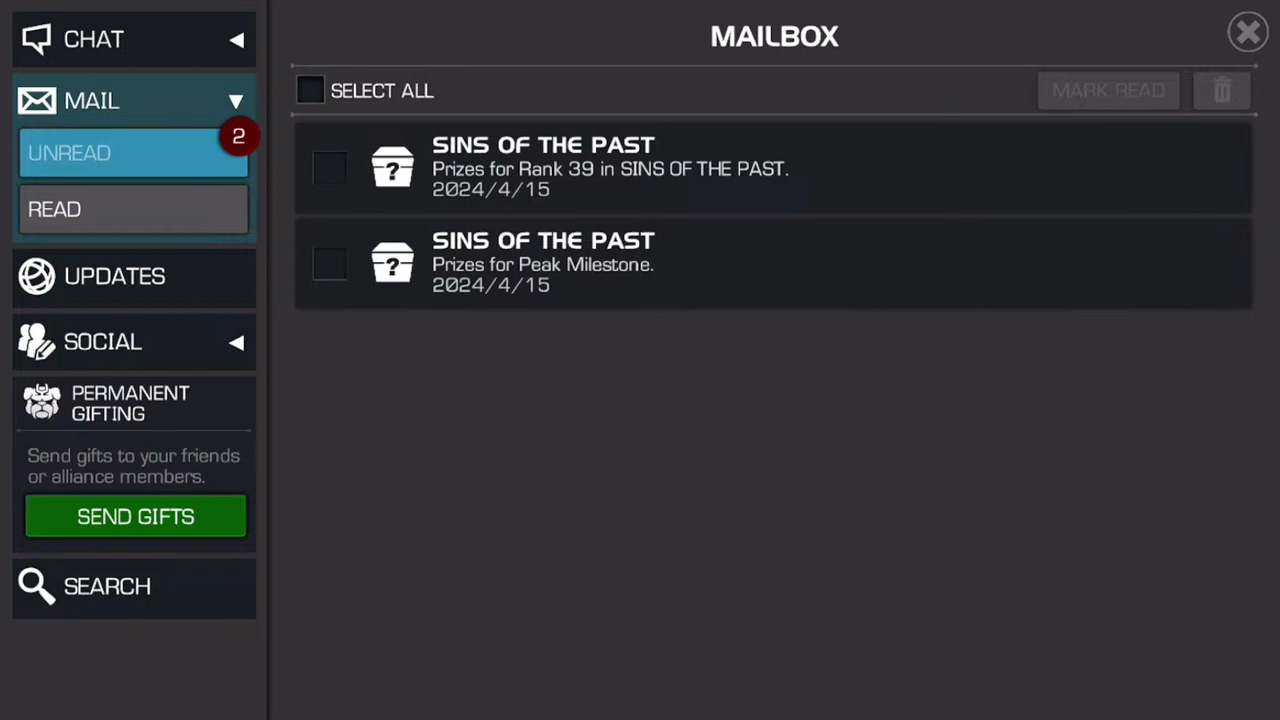 CHAT
MAIL
2
UNREAD
READ
UPDATES
SOCIAL
PERMANENT
GIFTING
Send gifts to your friends
or alliance members.
SEND GIFTS
SEARCH
MAILBOX
SELECT ALL
MARK READ
SINS OF THE PAST
Prizes for Rank 39 in SINS OF THE PAST.
2024/4/15
SINS OF THE PAST
Prizes for Peak Milestone.
2024/4/15